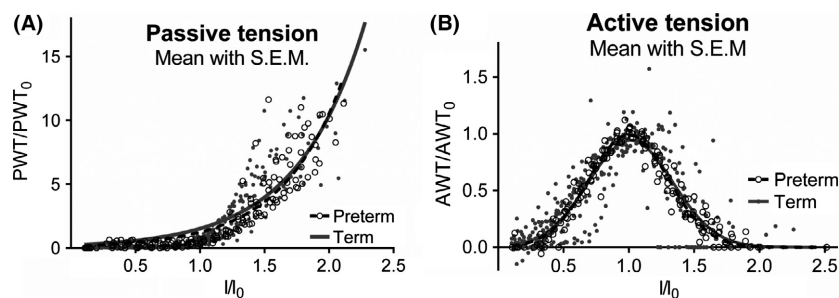 (A)
Passive tension
Mean with S.E.M.
PWT/PWT0
15
10
5
0
0.5
1.0
1.5
2.0
2.5
l/l0
Preterm
Term
(B)
Active tension
Mean with S.E.M
AWT/AWT0
1.5
1.0
0.5
0.0
0.5
1.0
1.5
2.0
2.5
l/l0
Preterm
Term